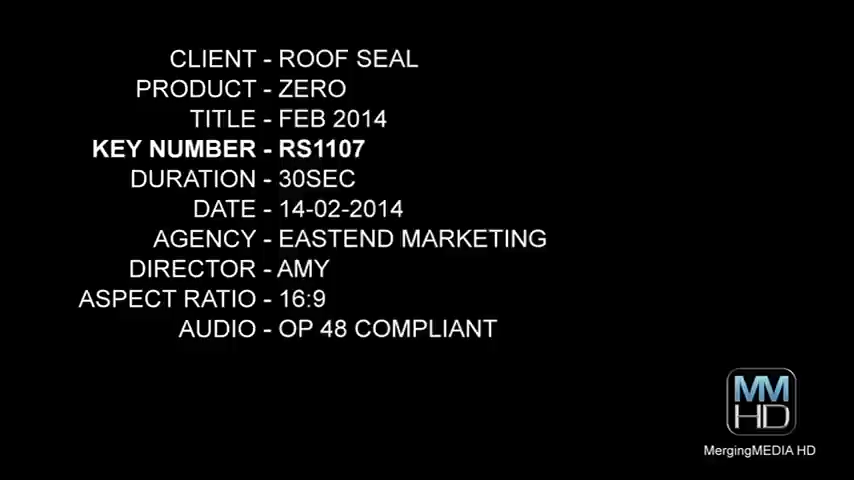 CLIENT - ROOF SEAL
PRODUCT - ZERO
TITLE - FEB 2014
KEY NUMBER - RS1107
DURATION - 30SEC
DATE - 14-02-2014
AGENCY - EASTEND MARKETING
DIRECTOR - AMY
ASPECT RATIO - 16:9
AUDIO - OP 48 COMPLIANT
MM
HD
MergingMEDIA HD